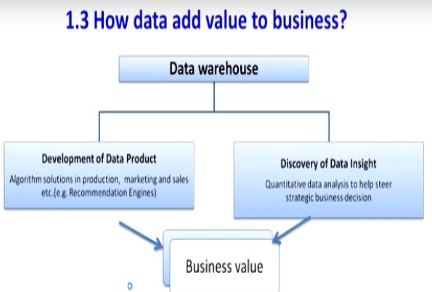 1.3 How data add value to business?
Data warehouse
Development of Data Product
Algorithm solutions in production, marketing and sales
etc.(e.g. Recommendation Engines)
Discovery of Data Insight
Quantitative data analysis to help steer
strategic business decision
Business value